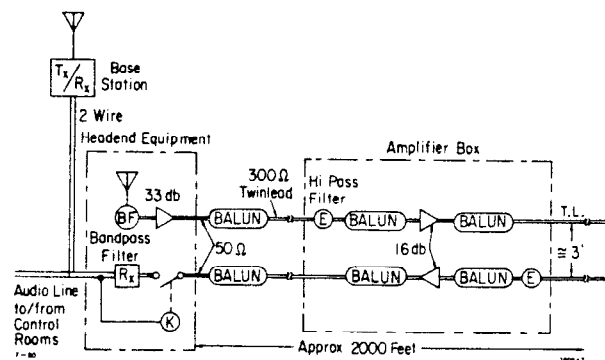 Tx/Rx
Base
Station
2 Wire
Headend Equipment
Amplifier Box
33 db
300 Ω
Twinlead
Hi Pass
Filter
BF
BALUN
E
BALUN
BALUN
T.L.
Bandpass
Filter
50 Ω
16 db
≅ 3'
Rx
BALUN
BALUN
BALUN
E
Audio Line
to/from
Control
Rooms
K
Approx 2000 Feet
7-80